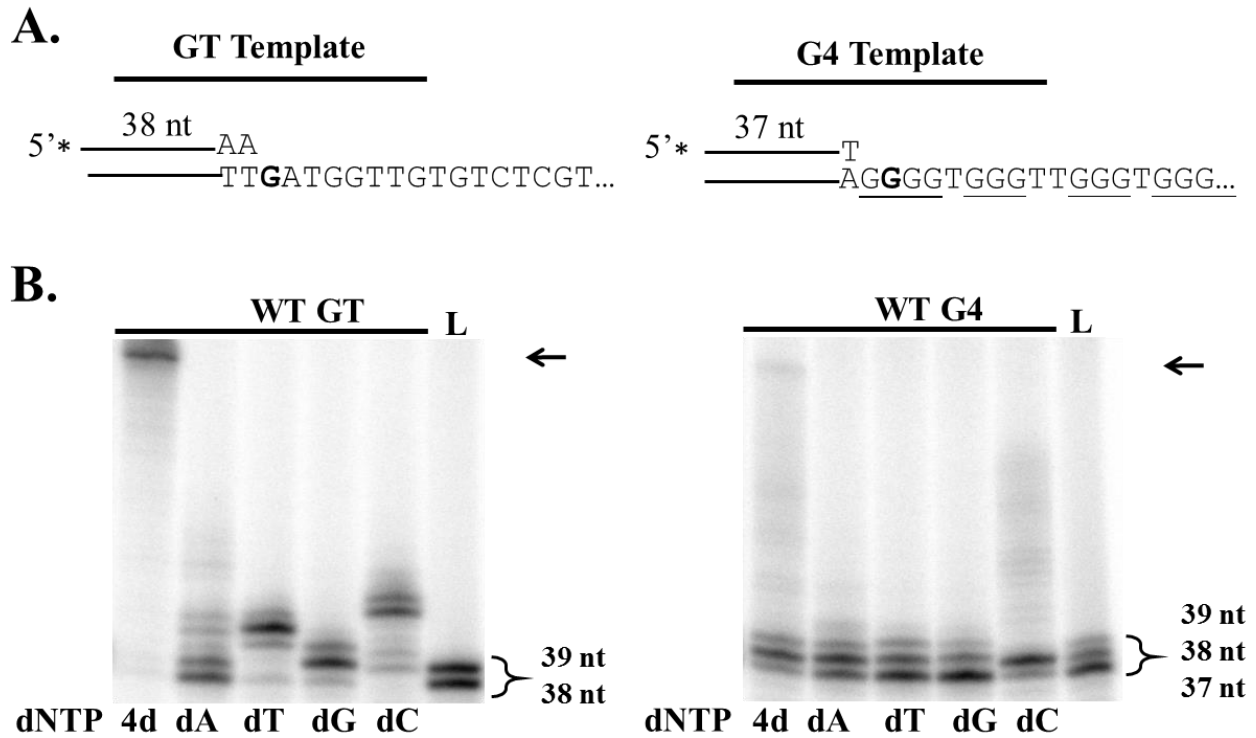 A.
GT Template
G4 Template
38 nt
AA
5'*
TTGATGGTTGTGTCTCGT...
37 nt
T
5'*
AGGGGTGGGTTGGGTGGG...
B.
WT GT
L
WT G4
L
39 nt
38 nt
39 nt
38 nt
37 nt
dNTP 4d dA dT dG dC
dNTP 4d dA dT dG dC